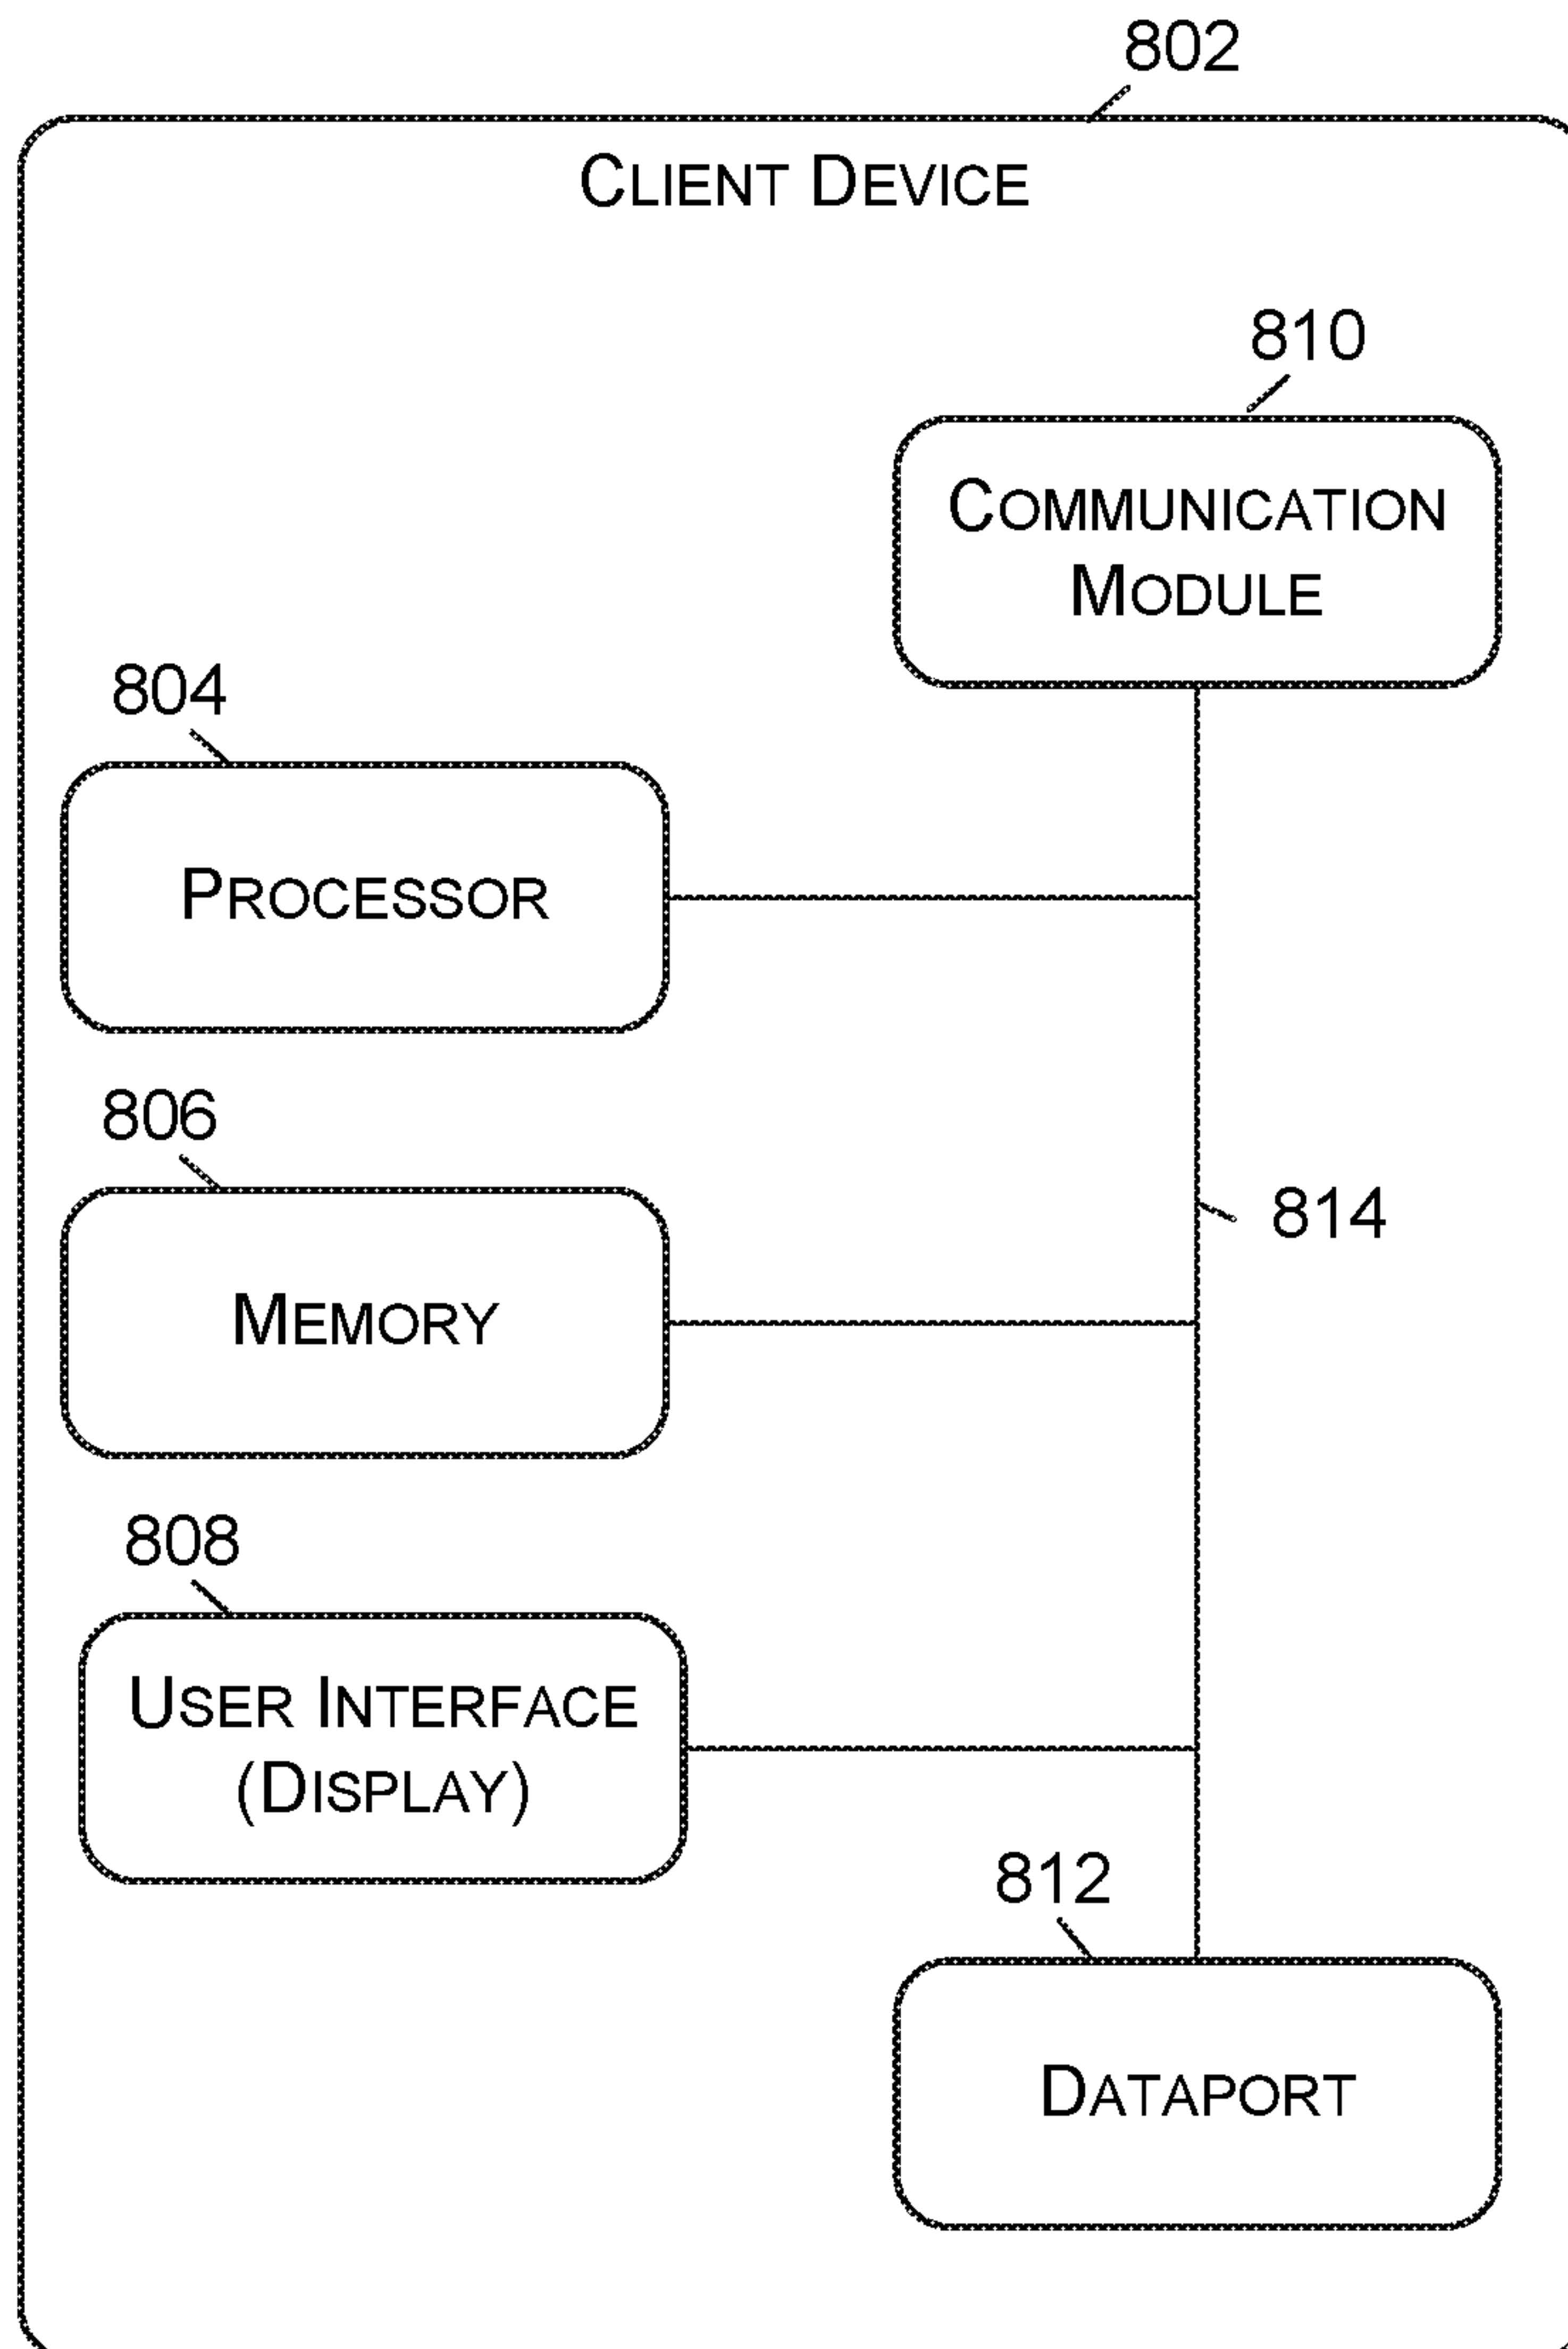 802
CLIENT DEVICE
810
COMMUNICATION
MODULE
804
PROCESSOR
806
814
MEMORY
808
USER INTERFACE
(DISPLAY)
812
DATAPORT